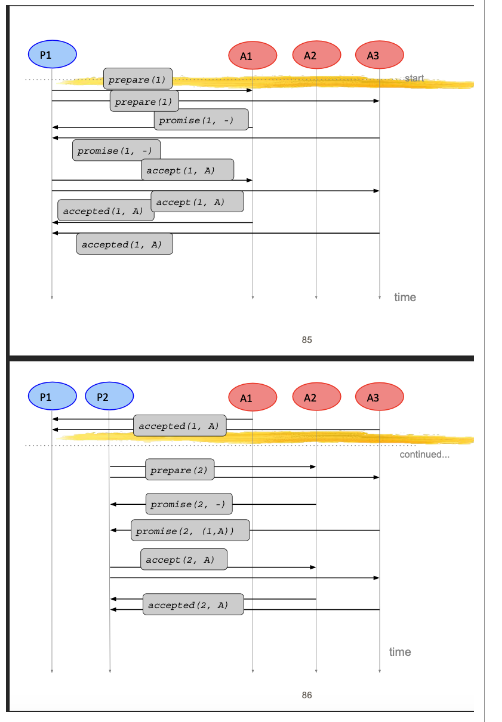 P1
A1
A2
A3
start
prepare(1)
prepare(1)
promise(1, -)
promise(1, -)
accept(1, A)
accept(1, A)
accepted(1, A)
accepted(1, A)
time
85
P1
P2
A1
A2
A3
accepted(1, A)
continued...
prepare(2)
promise(2, -)
promise(2, (1,A))
accept(2, A)
accepted(2, A)
time
86